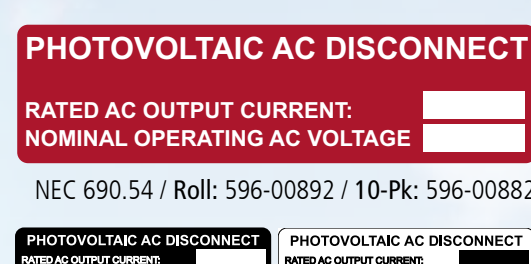 PHOTOVOLTAIC AC DISCONNECT
RATED AC OUTPUT CURRENT:
NOMINAL OPERATING AC VOLTAGE
NEC 690.54 / Roll: 596-00892 / 10-Pk: 596-00882
PHOTOVOLTAIC AC DISCONNECT
RATED AC OUTPUT CURRENT:
PHOTOVOLTAIC AC DISCONNECT
RATED AC OUTPUT CURRENT: